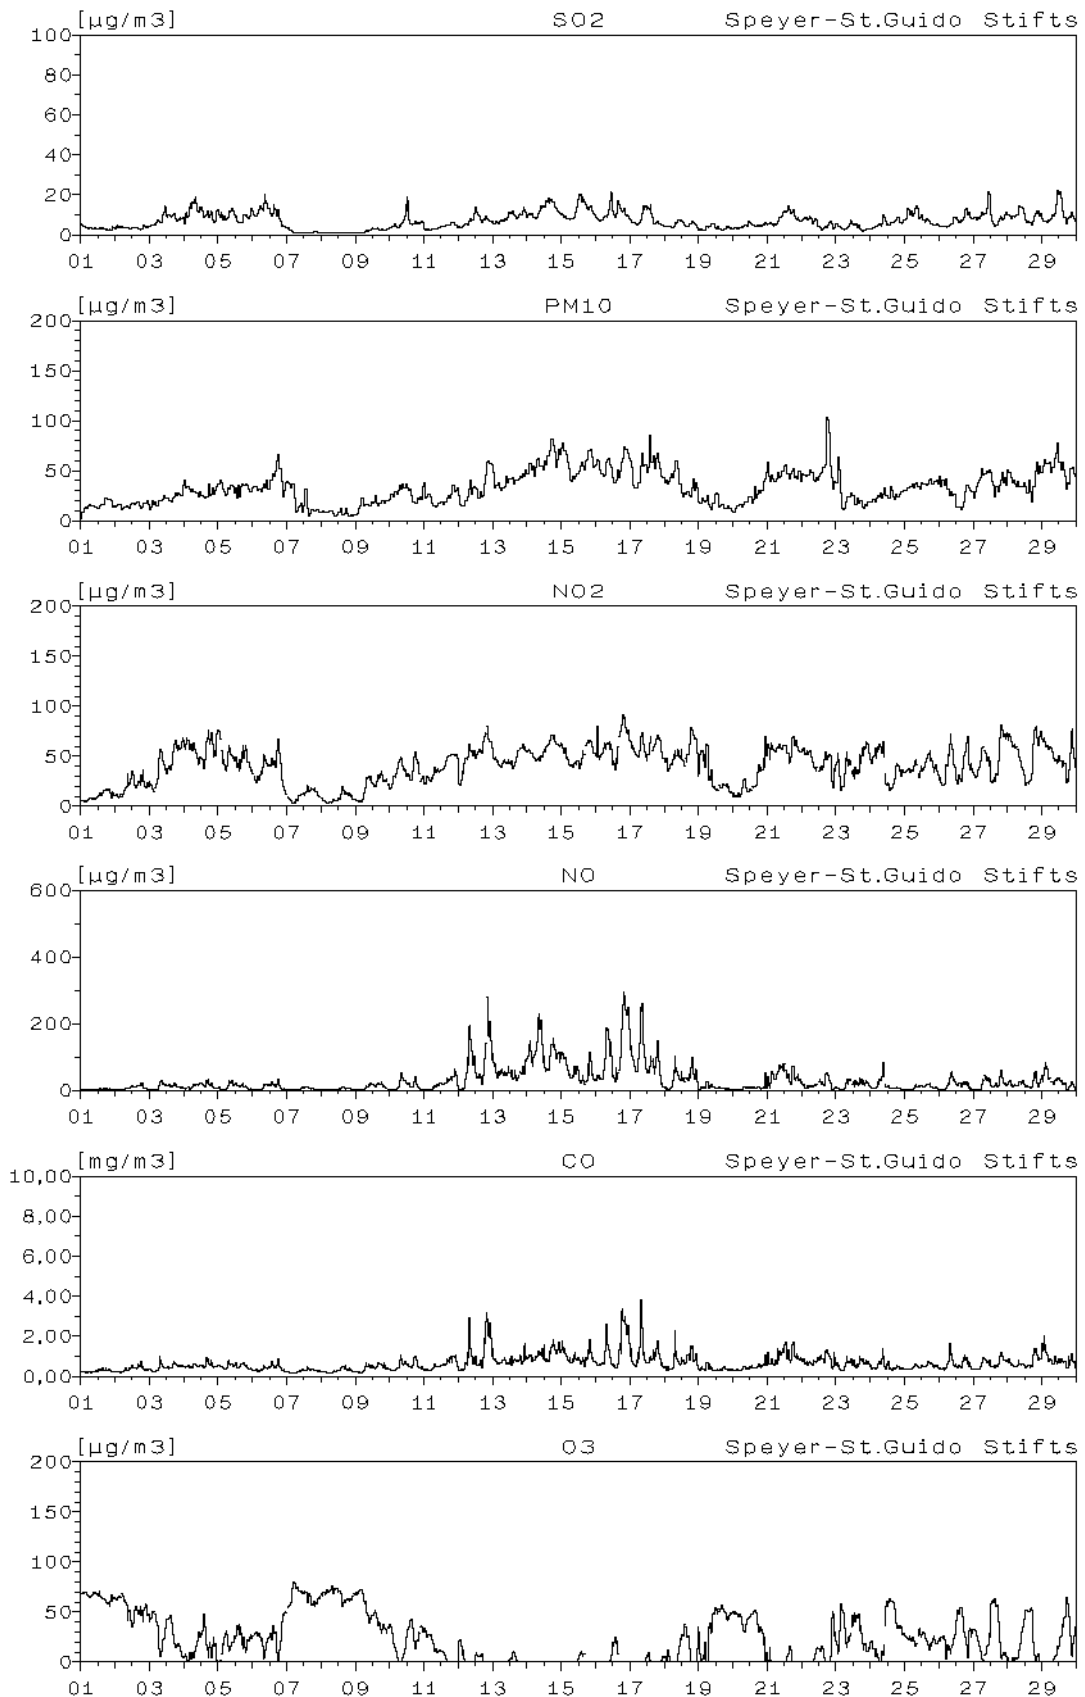 [µg/m3] SO2 Speyer-St.Guido Stifts
100
80
60
40
20
0
01 03 05 07 09 11 13 15 17 19 21 23 25 27 29
[µg/m3] PM10 Speyer-St.Guido Stifts
200
150
100
50
0
01 03 05 07 09 11 13 15 17 19 21 23 25 27 29
[µg/m3] NO2 Speyer-St.Guido Stifts
200
150
100
50
0
01 03 05 07 09 11 13 15 17 19 21 23 25 27 29
[µg/m3] NO Speyer-St.Guido Stifts
600
400
200
0
01 03 05 07 09 11 13 15 17 19 21 23 25 27 29
[mg/m3] CO Speyer-St.Guido Stifts
10,00
8,00
6,00
4,00
2,00
0,00
01 03 05 07 09 11 13 15 17 19 21 23 25 27 29
[µg/m3] O3 Speyer-St.Guido Stifts
200
150
100
50
0
01 03 05 07 09 11 13 15 17 19 21 23 25 27 29